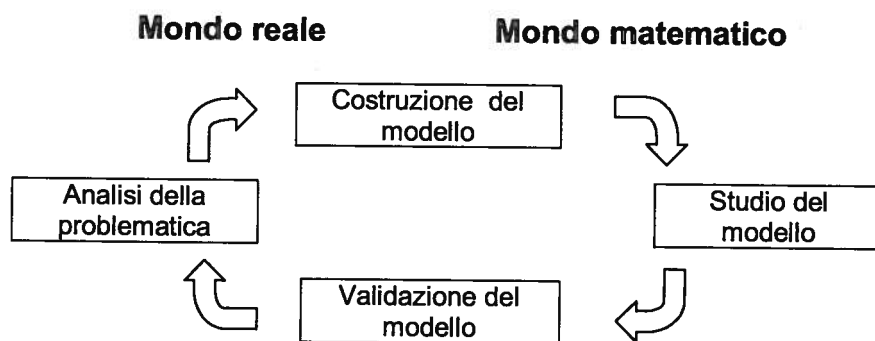 Mondo reale
Mondo matematico
Costruzione del
modello
Analisi della
problematica
Studio del
modello
Validazione del
modello